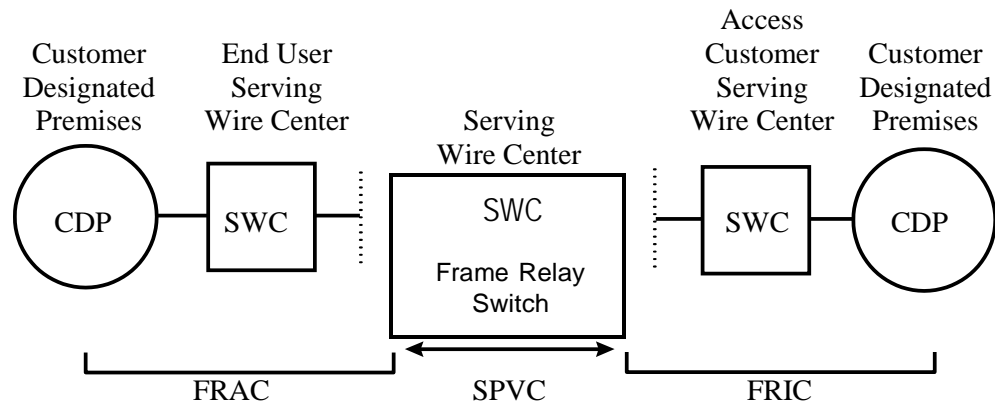 Customer
Designated
Premises
End User
Serving
Wire Center
Serving
Wire Center
Access
Customer
Serving
Wire Center
Customer
Designated
Premises
CDP
SWC
SWC
Frame Relay
Switch
SWC
CDP
FRAC
SPVC
FRIC